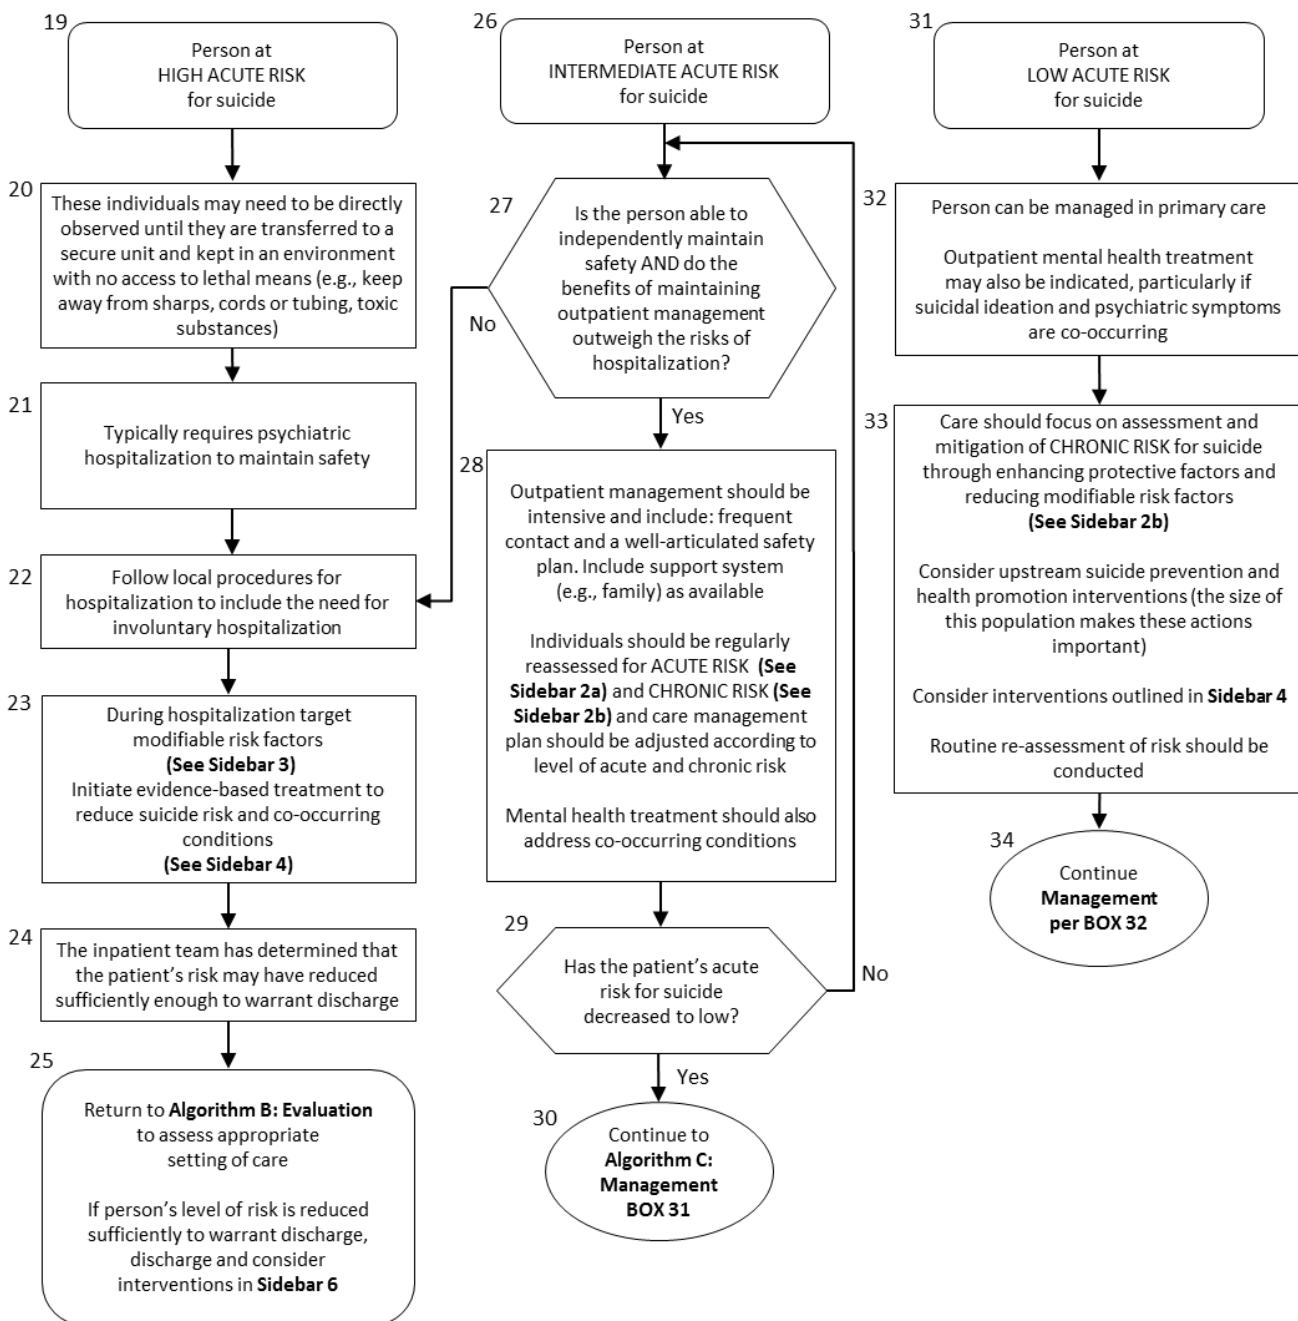 19
Person at
HIGH ACUTE RISK
for suicide
20
These individuals may need to be directly
observed until they are transferred to a
secure unit and kept in an environment
with no access to lethal means (e.g., keep
away from sharps, cords or tubing, toxic
substances)
21
Typically requires psychiatric
hospitalization to maintain safety
22
Follow local procedures for
hospitalization to include the need for
involuntary hospitalization
23
During hospitalization target
modifiable risk factors
(See Sidebar 3)
Initiate evidence-based treatment to
reduce suicide risk and co-occurring
conditions
(See Sidebar 4)
24
The inpatient team has determined that
the patient's risk may have reduced
sufficiently enough to warrant discharge
25
Return to Algorithm B: Evaluation
to assess appropriate
setting of care
If person's level of risk is reduced
sufficiently to warrant discharge,
discharge and consider
interventions in Sidebar 6
26
Person at
INTERMEDIATE ACUTE RISK
for suicide
27
Is the person able to
independently maintain
safety AND do the
benefits of maintaining
outpatient management
outweigh the risks of
hospitalization?
No
Yes
28
Outpatient management should be
intensive and include: frequent
contact and a well-articulated safety
plan. Include support system
(e.g., family) as available
Individuals should be regularly
reassessed for ACUTE RISK (See
Sidebar 2a) and CHRONIC RISK (See
Sidebar 2b) and care management
plan should be adjusted according to
level of acute and chronic risk
Mental health treatment should also
address co-occurring conditions
29
Has the patient's acute
risk for suicide
decreased to low?
No
Yes
30
Continue to
Algorithm C:
Management
BOX 31
31
Person at
LOW ACUTE RISK
for suicide
32
Person can be managed in primary care
Outpatient mental health treatment
may also be indicated, particularly if
suicidal ideation and psychiatric symptoms
are co-occurring
33
Care should focus on assessment and
mitigation of CHRONIC RISK for suicide
through enhancing protective factors and
and reducing modifiable risk factors
(See Sidebar 2b)
Consider upstream suicide prevention and
health promotion interventions (the size of
this population makes these actions
important)
Consider interventions outlined in Sidebar 4
Routine re-assessment of risk should be
conducted
34
Continue
Management
per BOX 32